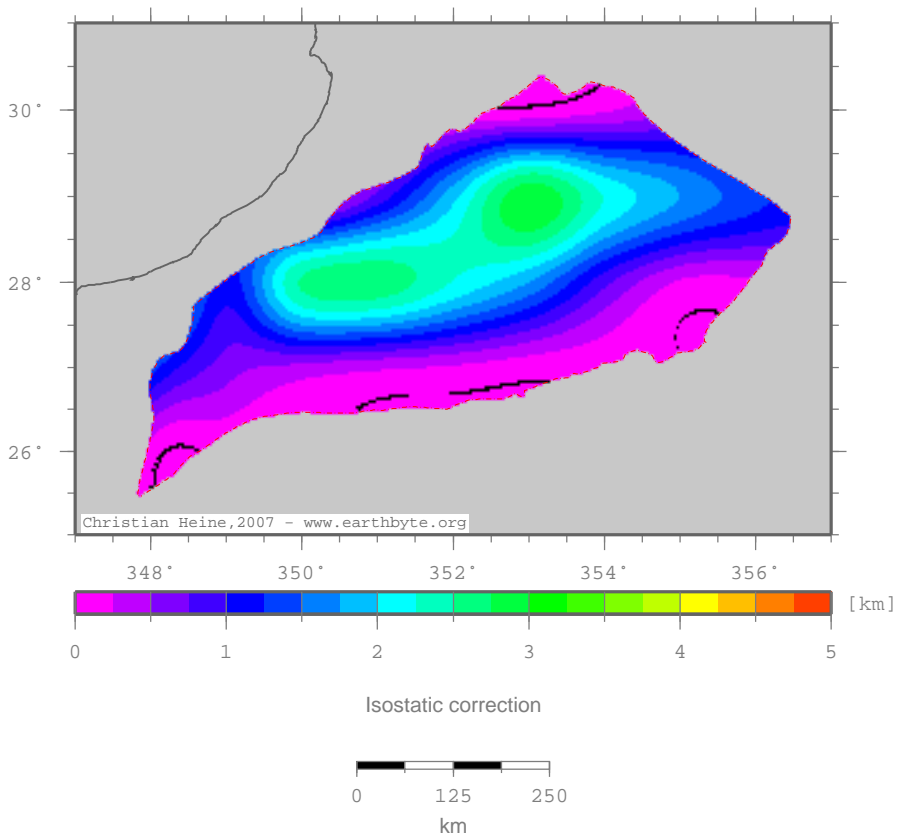 30°
28°
26°
Christian Heine,2007 - www.earthbyte.org
348° 350° 352° 354° 356°
[km]
0 1 2 3 4 5
Isostatic correction
0 125 250
km